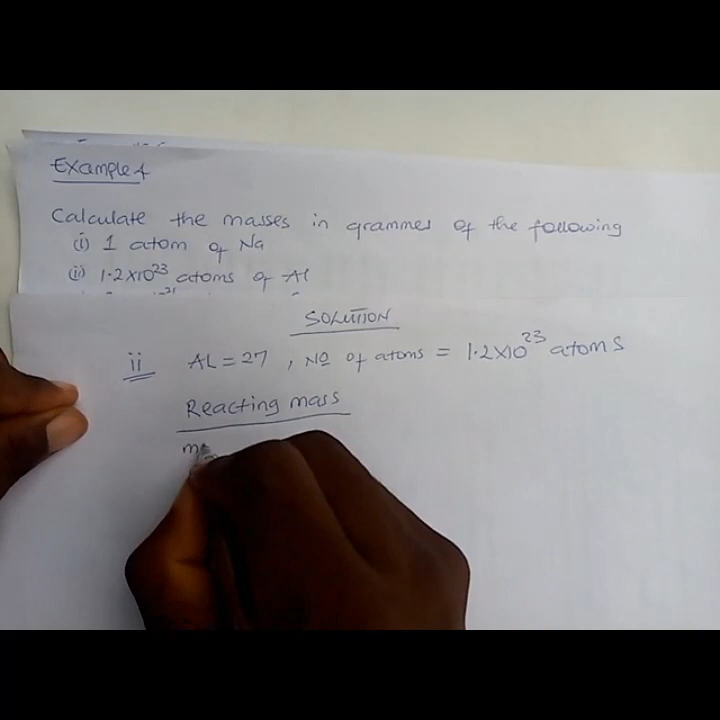 Example 4
Calculate the masses in grammes of the following
(i) 1 atom of Na
(ii) 1.2x10²³ atoms of Al
SOLUTION
ii AL = 27 , No of atoms = 1.2x10²³ atoms
Reacting mass